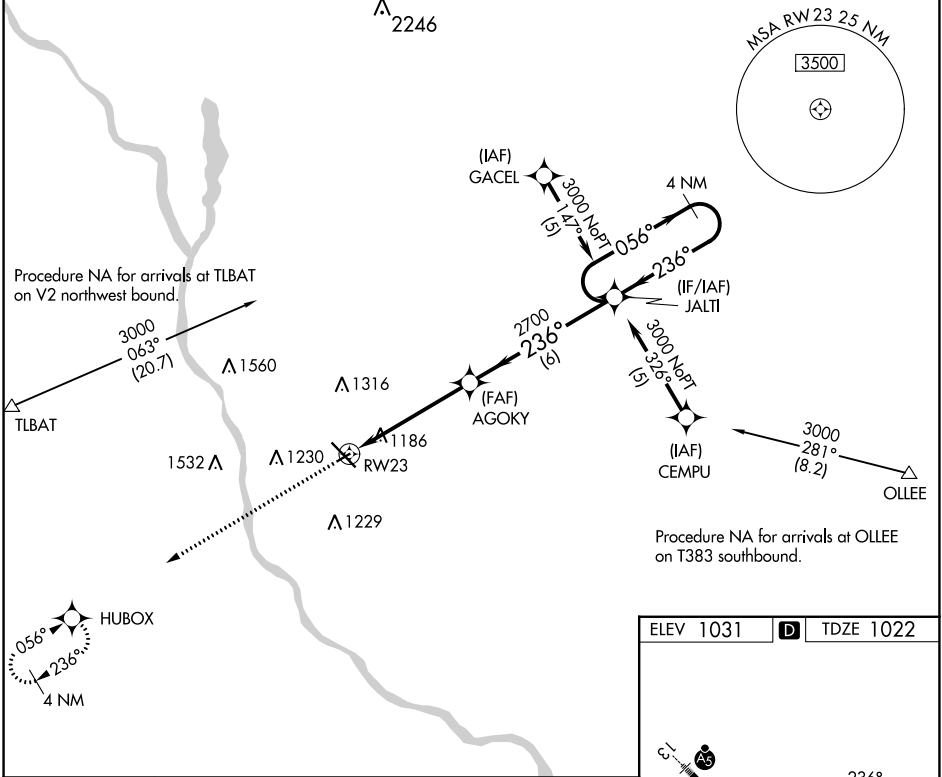 2246
MSA RW23 25 NM
3500
(IAF)
GACEL
3000 NoPT
147°
(5)
4 NM
056°
236°
(IF/IAF)
JALTI
Procedure NA for arrivals at TLBAT
on V2 northwest bound.
3000
063°
(20.7)
TLBAT
2700
236°
(6)
3000 NoPT
326°
(5)
1560
1316
(FAF)
AGOKY
1186
RW23
1532
1230
1229
(IAF)
CEMPU
3000
281°
(8.2)
OLLEE
Procedure NA for arrivals at OLLEE
on T383 southbound.
HUBOX
056°
236°
4 NM
ELEV 1031
D
TDZE 1022
13
A5
236°